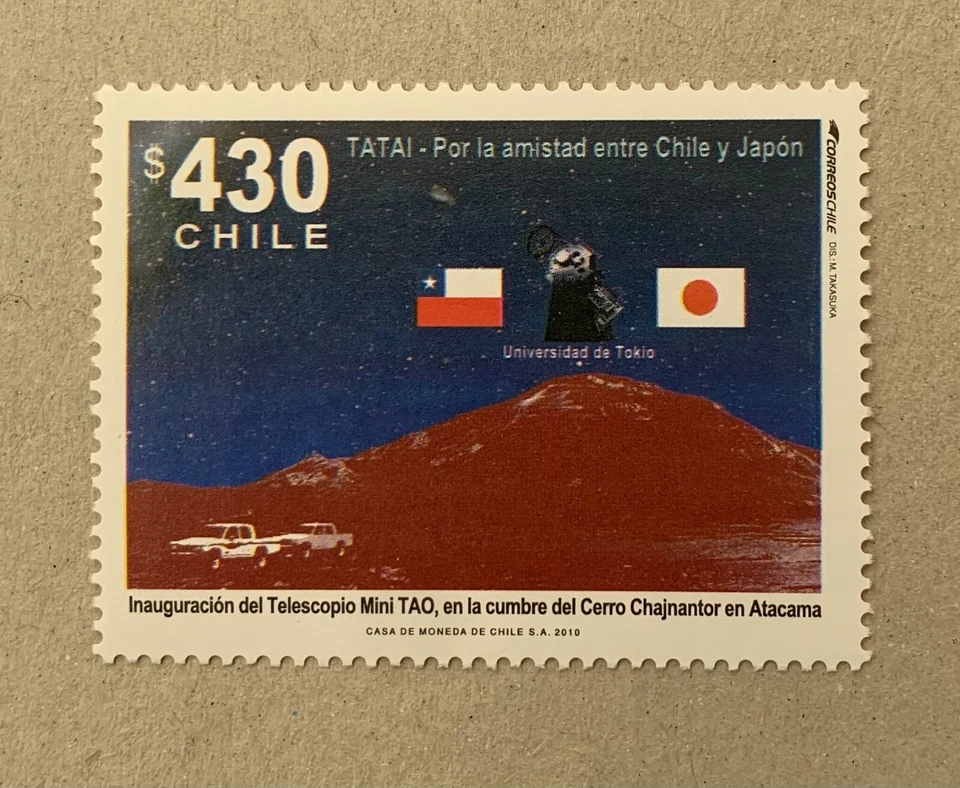 $430
CHILE
TATAI - Por la amistad entre Chile y Japón
Universidad de Tokio
CORREOSCHILE DIS.: M. TAKASUKA
Inauguración del Telescopio Mini TAO, en la cumbre del Cerro Chajnantor en Atacama
CASA DE MONEDA DE CHILE S.A. 2010